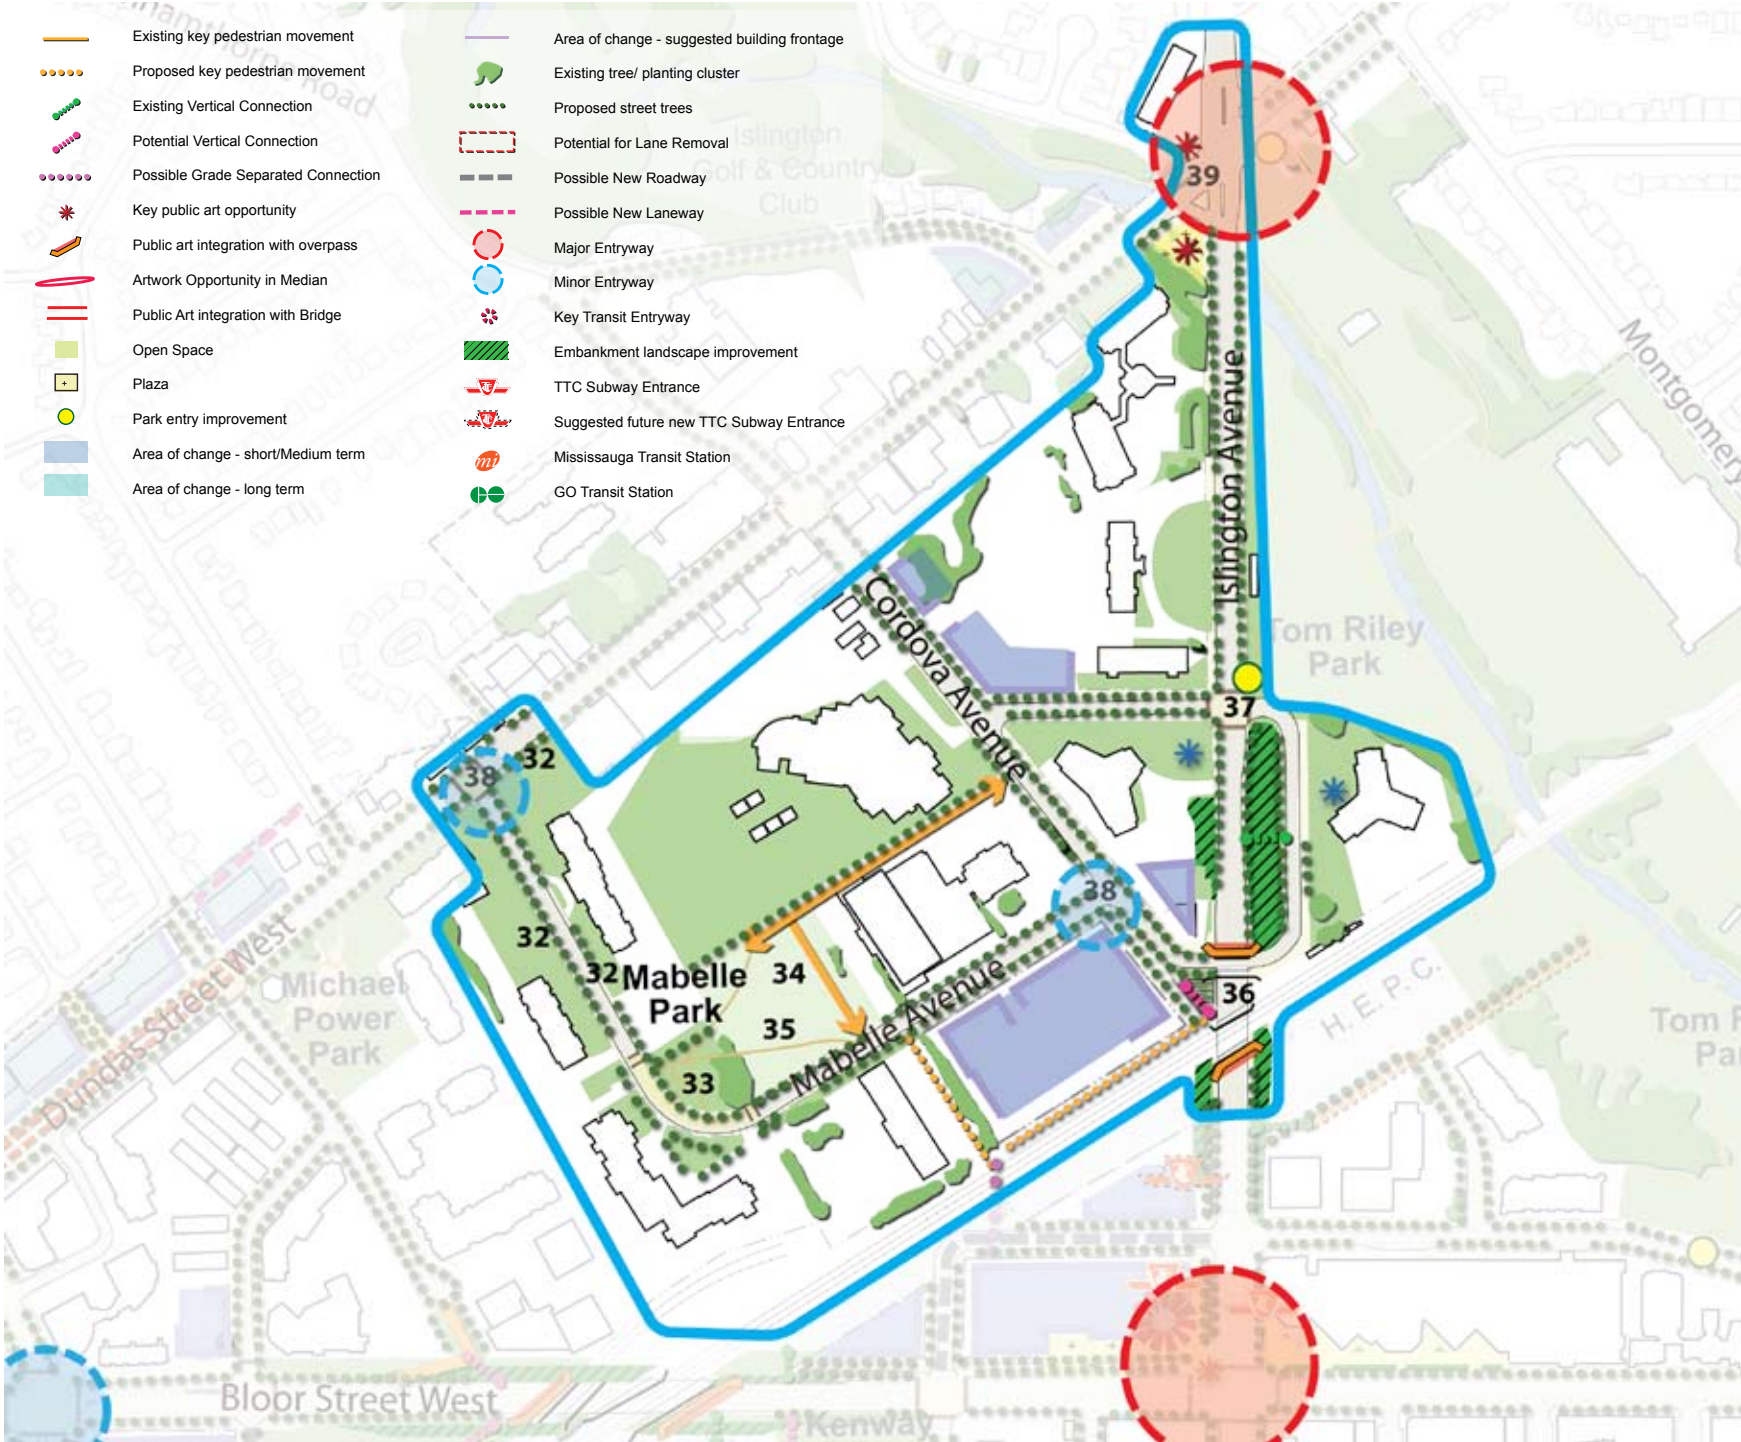 Existing key pedestrian movement
Proposed key pedestrian movement
Existing Vertical Connection
Potential Vertical Connection
Possible Grade Separated Connection
Key public art opportunity
Public art integration with overpass
Artwork Opportunity in Median
Public Art integration with Bridge
Open Space
Plaza
Park entry improvement
Area of change - short/Medium term
Area of change - long term
Area of change - suggested building frontage
Existing tree/ planting cluster
Proposed street trees
Potential for Lane Removal
Possible New Roadway
Possible New Laneway
Major Entryway
Minor Entryway
Key Transit Entryway
Embankment landscape improvement
TTC Subway Entrance
Suggested future new TTC Subway Entrance
mi
Mississauga Transit Station
GO Transit Station
Road
Islington
Golf & Country
Club
39
Islington Avenue
Montgomery
Cordova Avenue
Tom Riley
Park
37
38
32
38
32
32
Mabelle
Park
34
35
33
Mabelle Avenue
36
H. E. P. C.
Michael
Power
Park
Dundas Street West
Bloor Street West
Kenway